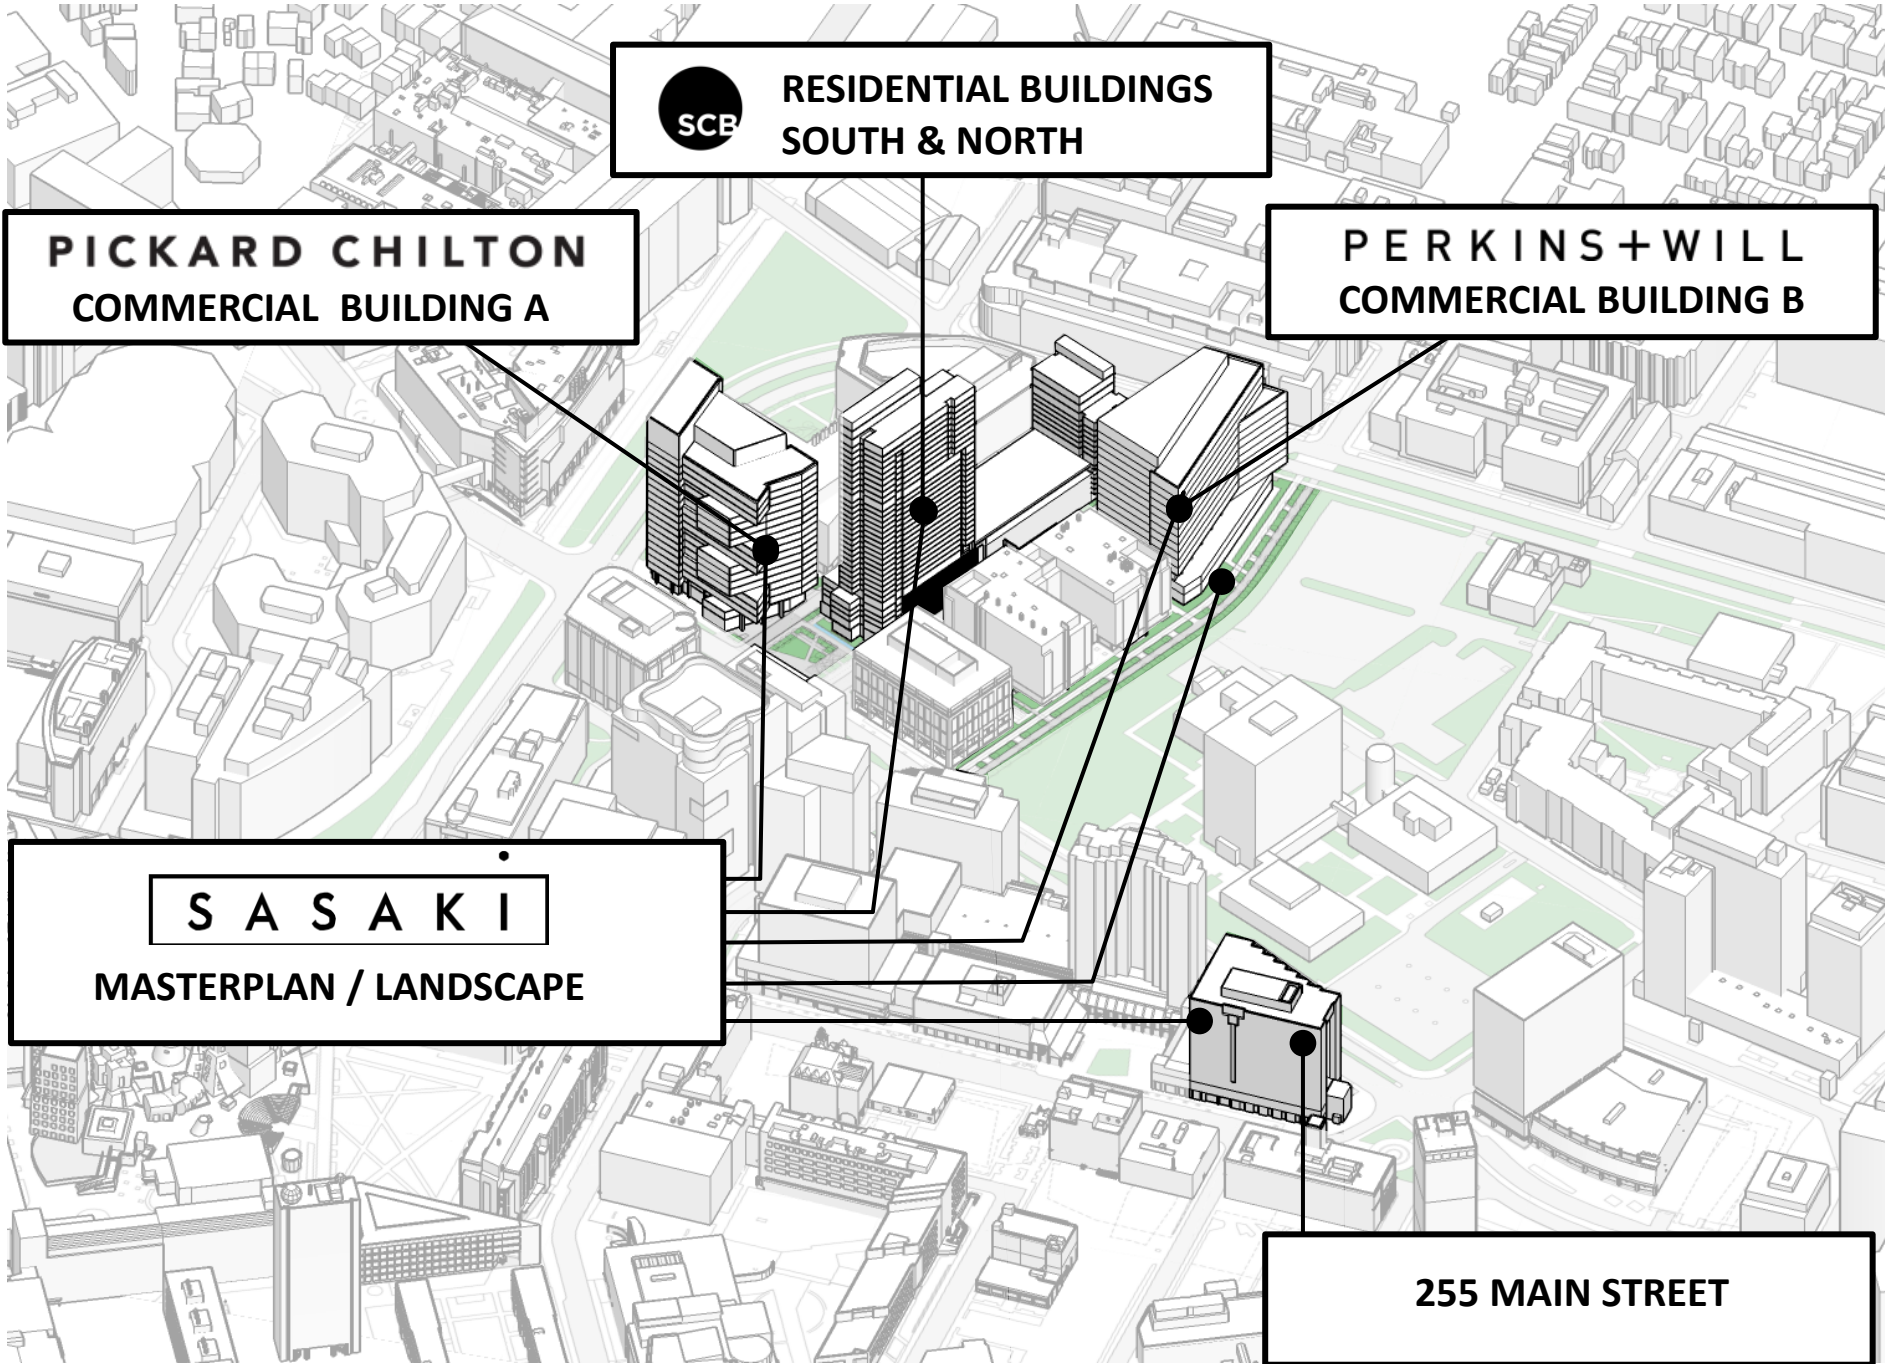 SCB
RESIDENTIAL BUILDINGS
SOUTH & NORTH
PICKARD CHILTON
COMMERCIAL BUILDING A
PERKINS+WILL
COMMERCIAL BUILDING B
SASAKI
MASTERPLAN / LANDSCAPE
255 MAIN STREET